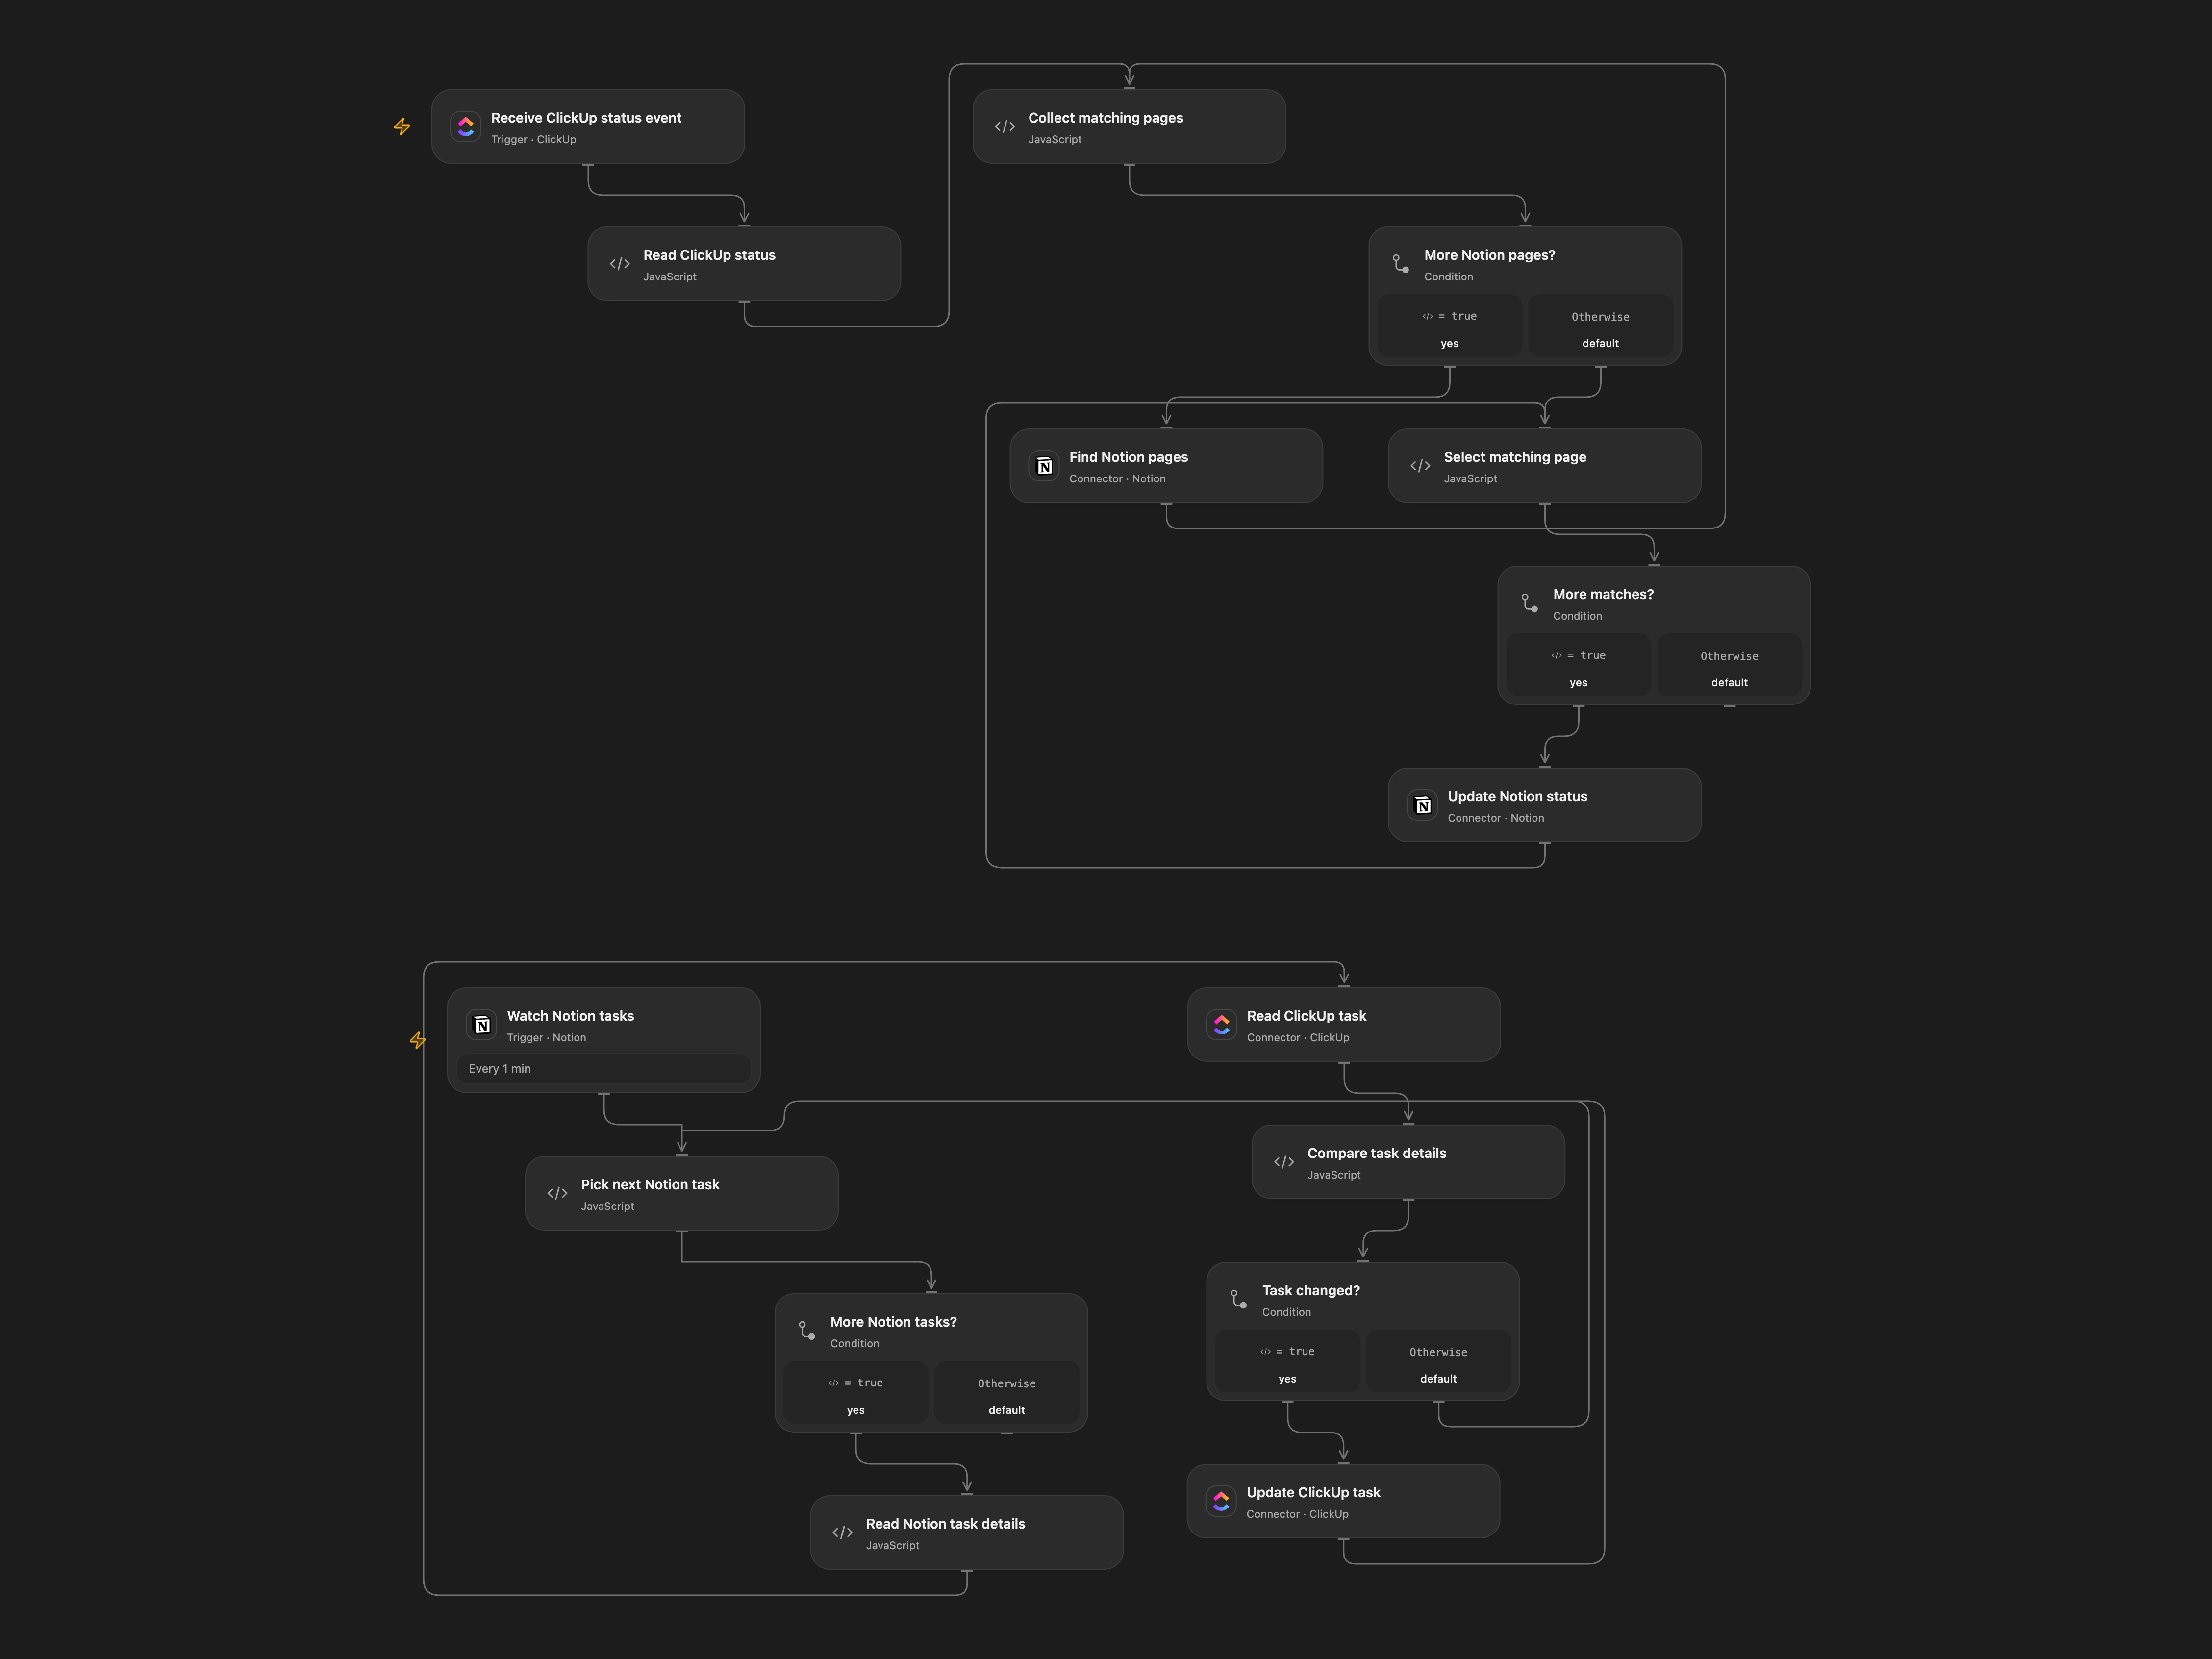 Receive ClickUp status event
Trigger · ClickUp
Read ClickUp status
JavaScript
Collect matching pages
JavaScript
More Notion pages?
Condition
</> = true
yes
Otherwise
default
Find Notion pages
Connector · Notion
Select matching page
JavaScript
More matches?
Condition
</> = true
yes
Otherwise
default
Update Notion status
Connector · Notion
Watch Notion tasks
Trigger · Notion
Every 1 min
Pick next Notion task
JavaScript
More Notion tasks?
Condition
</> = true
yes
Otherwise
default
Read Notion task details
JavaScript
Read ClickUp task
Connector · ClickUp
Compare task details
JavaScript
Task changed?
Condition
</> = true
yes
Otherwise
default
Update ClickUp task
Connector · ClickUp